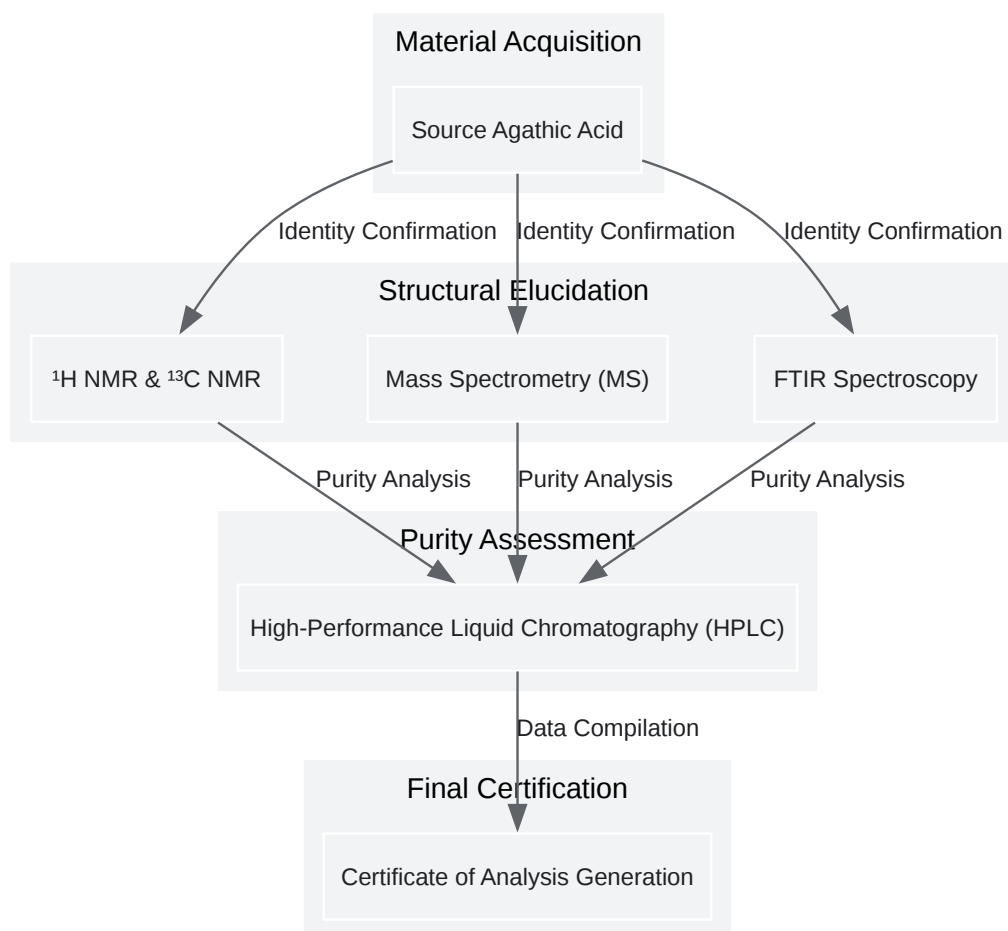 Material Acquisition
Source Agathic Acid
Identity Confirmation
Identity Confirmation
Identity Confirmation
Structural Elucidation
¹H NMR & ¹³C NMR
Mass Spectrometry (MS)
FTIR Spectroscopy
Purity Analysis
Purity Analysis
Purity Analysis
Purity Assessment
High-Performance Liquid Chromatography (HPLC)
Data Compilation
Final Certification
Certificate of Analysis Generation